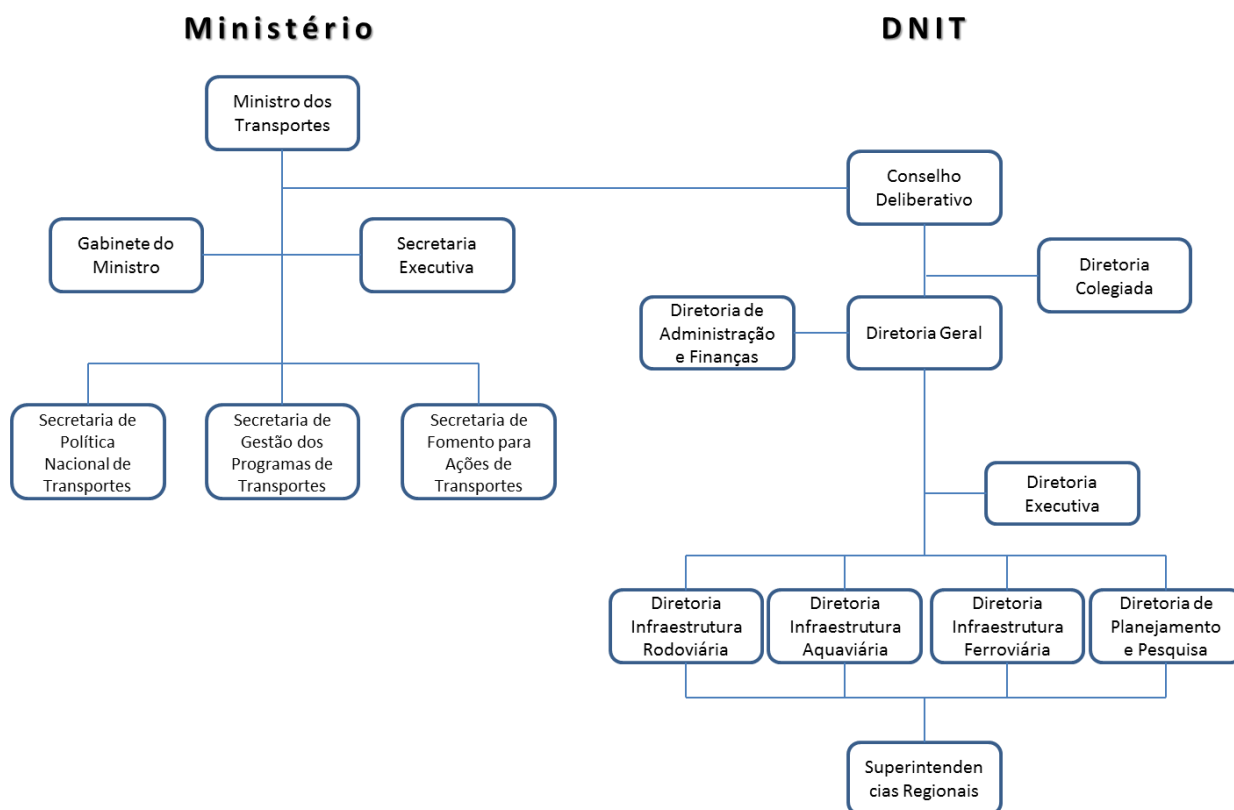 Ministério
DNIT
Ministro dos
Transportes
Conselho
Deliberativo
Gabinete do
Ministro
Secretaria
Executiva
Diretoria
Colegiada
Diretoria de
Administração
e Finanças
Diretoria Geral
Secretaria de
Política
Nacional de
Transportes
Secretaria de
Gestão dos
Programas de
Transportes
Secretaria de
Fomento para
Ações de
Transportes
Diretoria
Executiva
Diretoria
Infraestrutura
Rodoviária
Diretoria
Infraestrutura
Aquaviária
Diretoria
Infraestrutura
Ferroviária
Diretoria de
Planejamento
e Pesquisa
Superintenden
cias Regionais